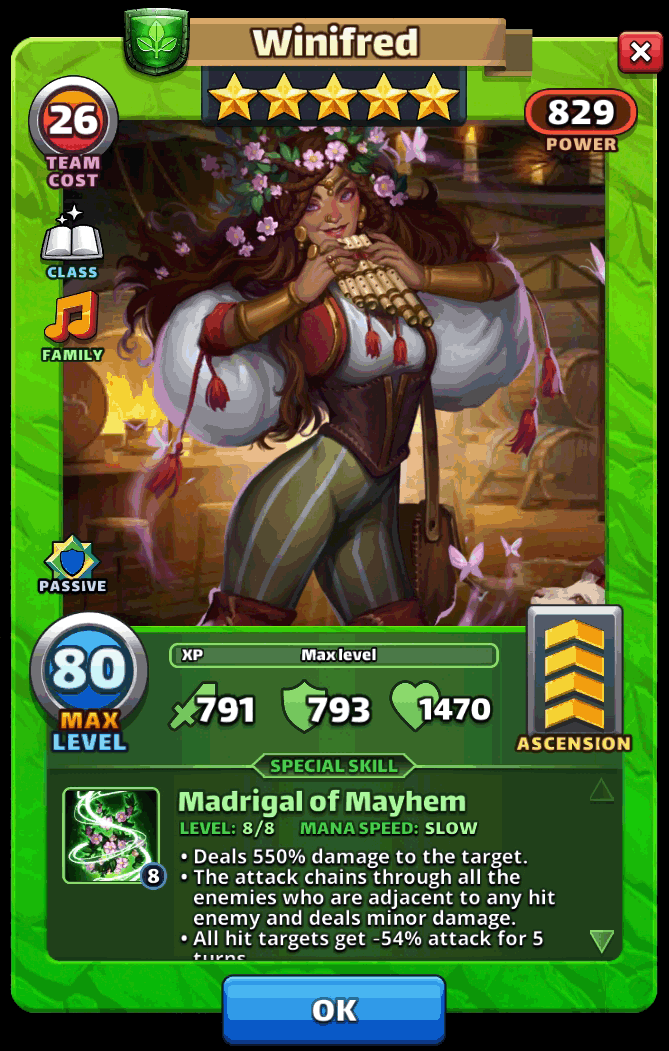 Winifred
26
TEAM
COST
829
POWER
CLASS
FAMILY
PASSIVE
80
MAX
LEVEL
XP Max level
791 793 1470
ASCENSION
SPECIAL SKILL
Madrigal of Mayhem
LEVEL: 8/8 MANA SPEED: SLOW
8
• Deals 550% damage to the target.
• The attack chains through all the
enemies who are adjacent to any hit
enemy and deals minor damage.
• All hit targets get -54% attack for 5
turns
OK